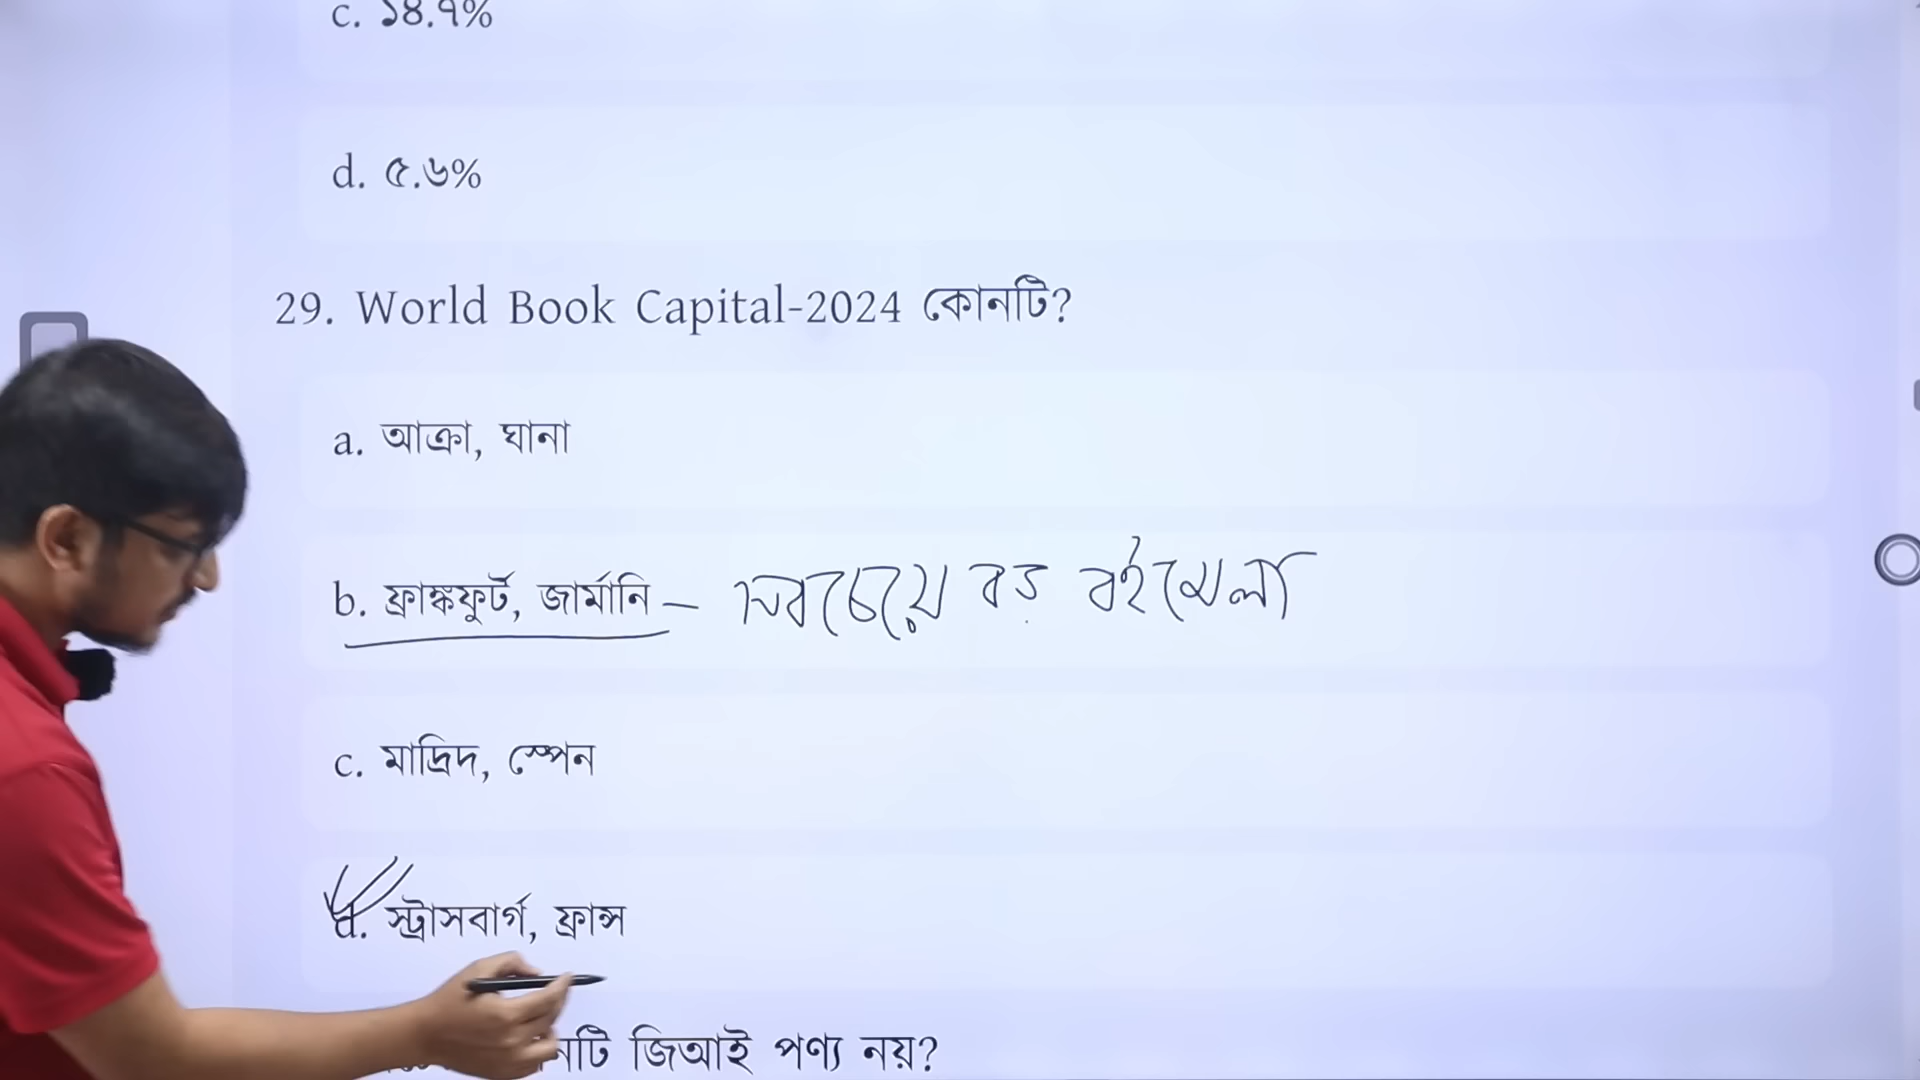 c. ১৪.৭%
d. ৫.৬%
29. World Book Capital-2024 কোনটি?
a. আক্রা, ঘানা
b. ফ্রাঙ্কফুর্ট, জার্মানি — সবচেয়ে বড় বইমেলা
c. মাদ্রিদ, স্পেন
d. স্ট্রাসবার্গ, ফ্রান্স
নটি জিআই পণ্য নয়?